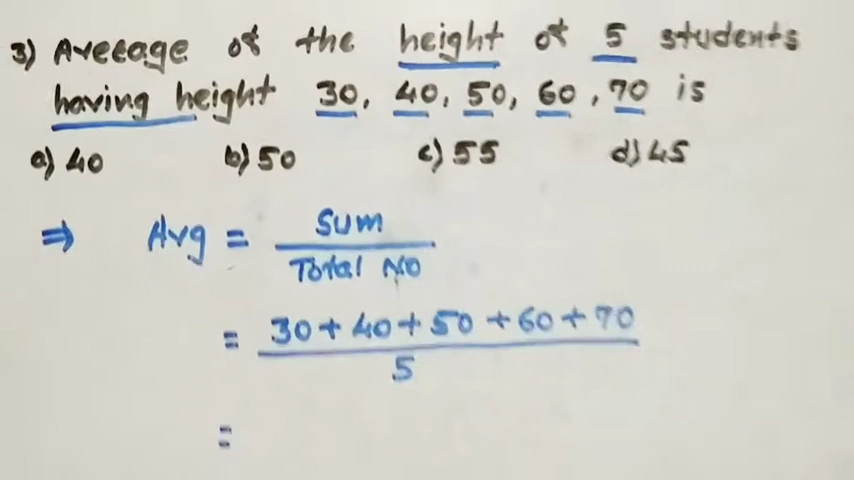 3) Average of the height of 5 students
having height 30, 40, 50, 60, 70 is
a) 40 b) 50 c) 55 d) 45
⇒ Avg = Sum / Total No
= 30 + 40 + 50 + 60 + 70 / 5
=